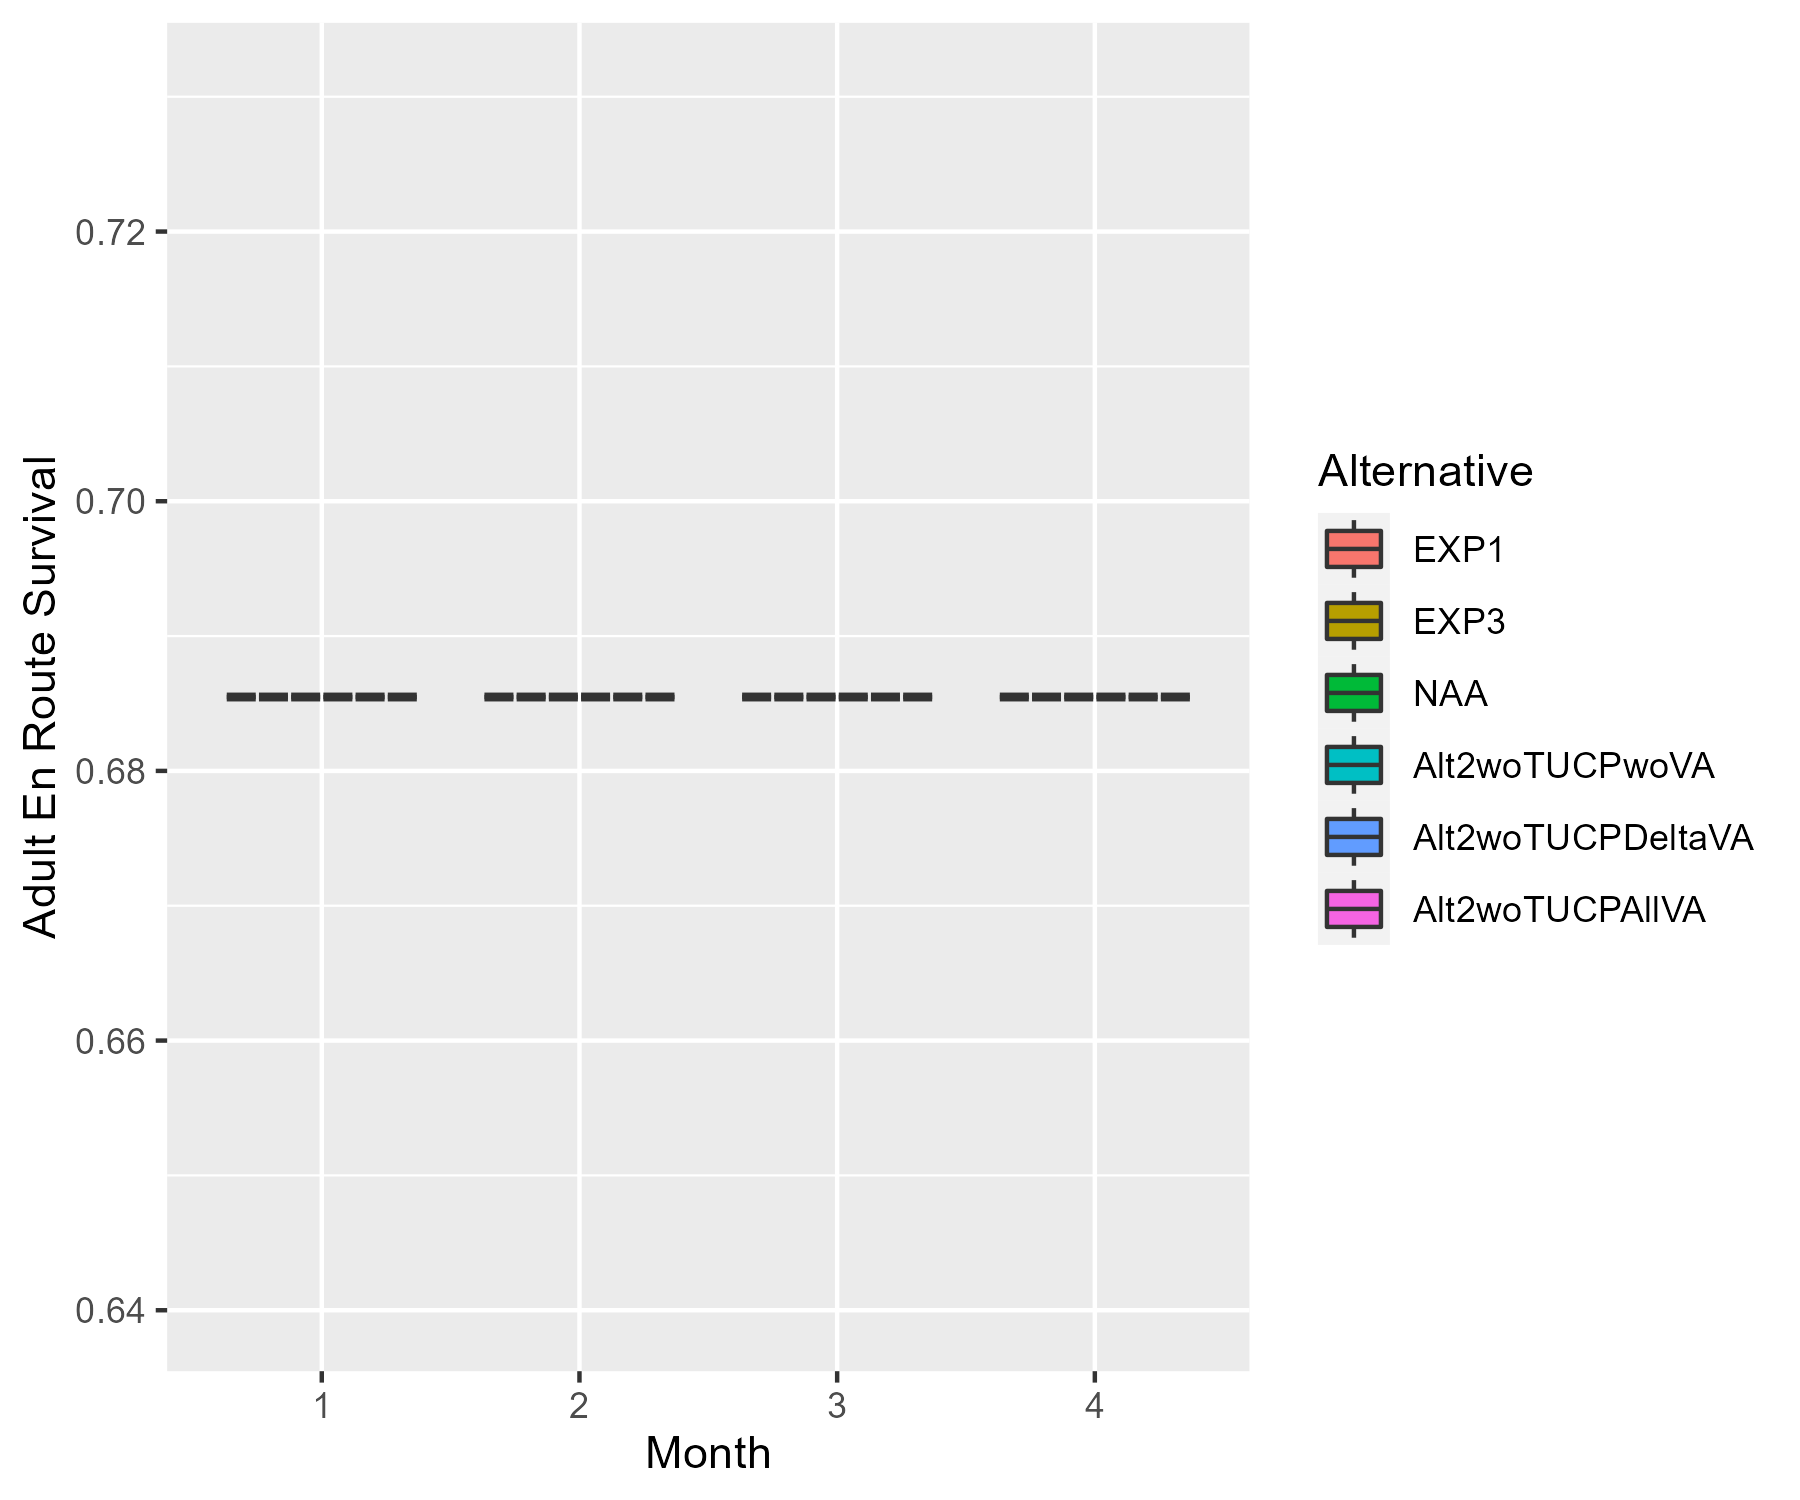 Adult En Route Survival
0.72
0.70
0.68
0.66
0.64
1 2 3 4
Month
Alternative
EXP1
EXP3
NAA
Alt2woTUCPwoVA
Alt2woTUCPDeltaVA
Alt2woTUCPAllVA